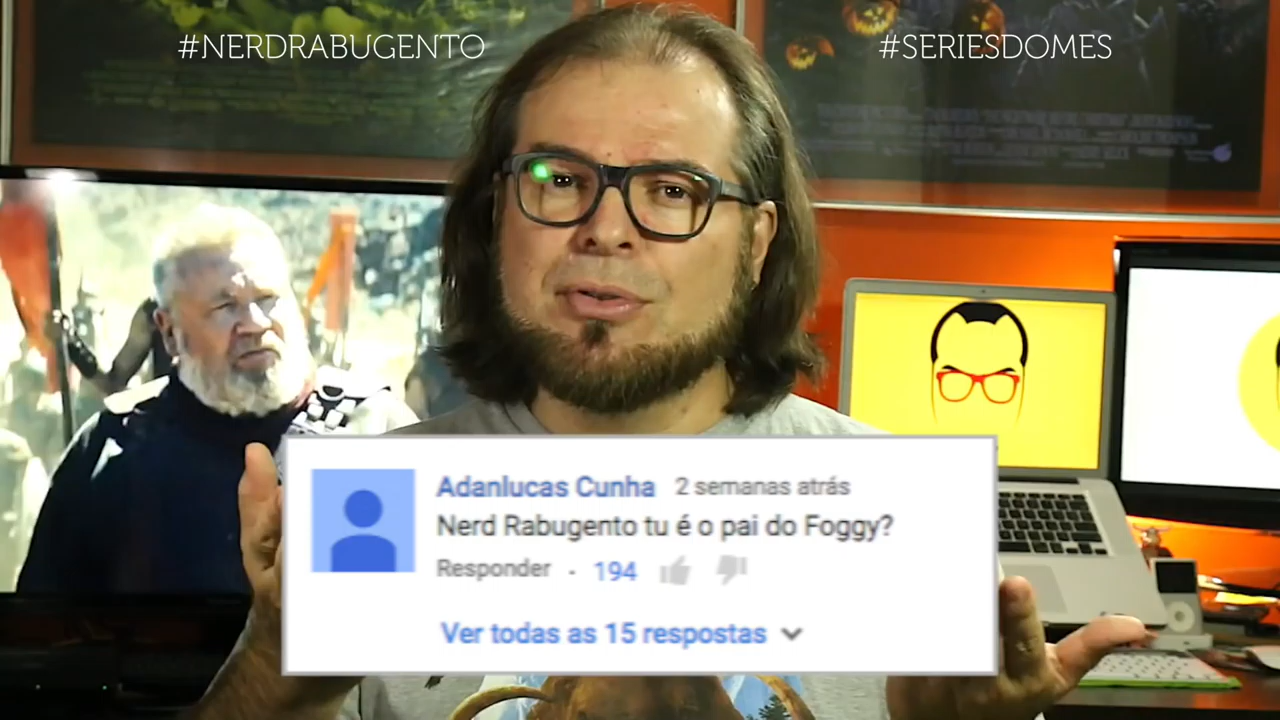 #NERDRABUGENTO
#SERIESDOMES
Adanlucas Cunha 2 semanas atrás
Nerd Rabugento tu é o pai do Foggy?
Responder · 194
Ver todas as 15 respostas